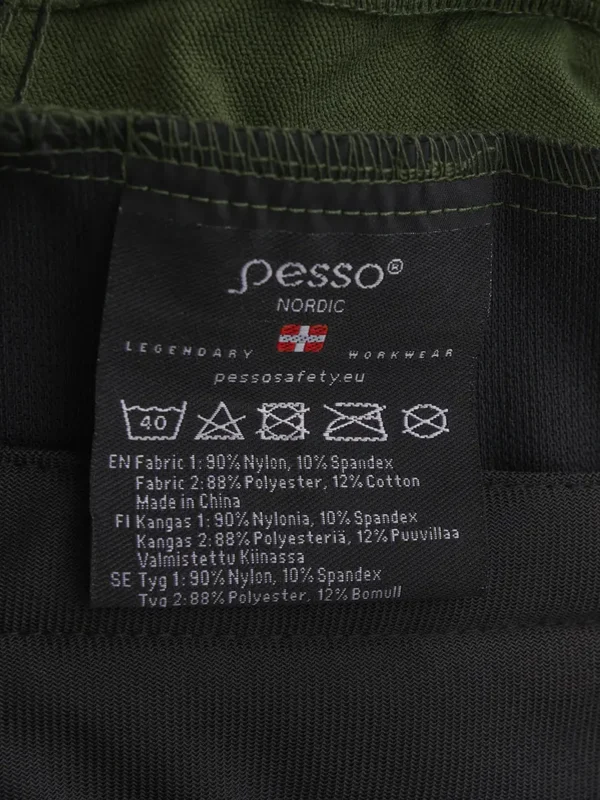 pesso®
NORDIC
LEGENDARY WORKWEAR
pessosafety.eu
40
EN Fabric 1: 90% Nylon, 10% Spandex
Fabric 2: 88% Polyester, 12% Cotton
Made in China
FI Kangas 1: 90% Nylonia, 10% Spandex
Kangas 2: 88% Polyesteriä, 12% Puuvillaa
Valmistettu Kiinassa
SE Tyg 1: 90% Nylon, 10% Spandex
Tyg 2: 88% Polyester, 12% Bomull